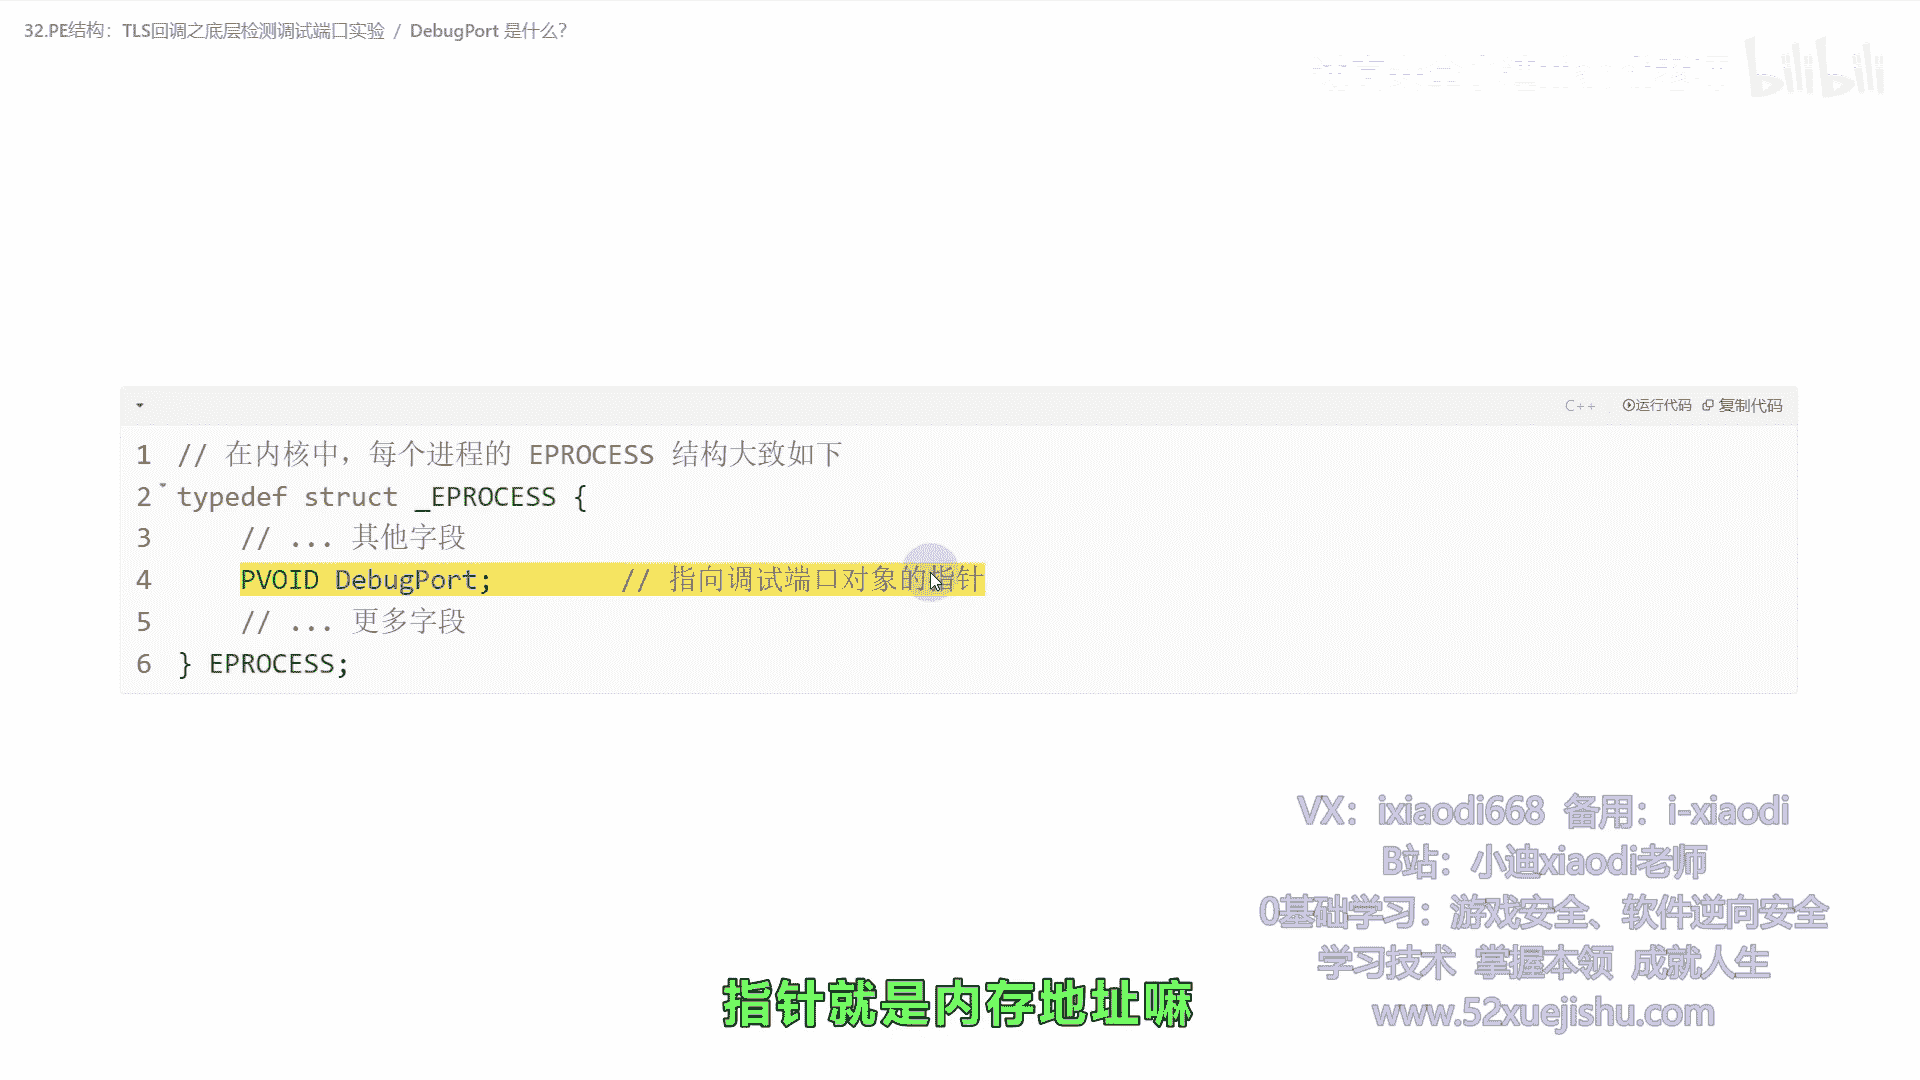 32.PE结构：TLS回调之底层检测调试端口实验 / DebugPort 是什么？
bilibili
C++ 运行代码 复制代码
1 // 在内核中，每个进程的 EPROCESS 结构大致如下
2 typedef struct _EPROCESS {
3 // ... 其他字段
4 PVOID DebugPort; // 指向调试端口对象的指针
5 // ... 更多字段
6 } EPROCESS;
VX：ixiaodi668 备用：i-xiaodi
B站：小迪xiaodi老师
0基础学习：游戏安全、软件逆向安全
学习技术 掌握本领 成就人生
www.52xuejishu.com
指针就是内存地址嘛